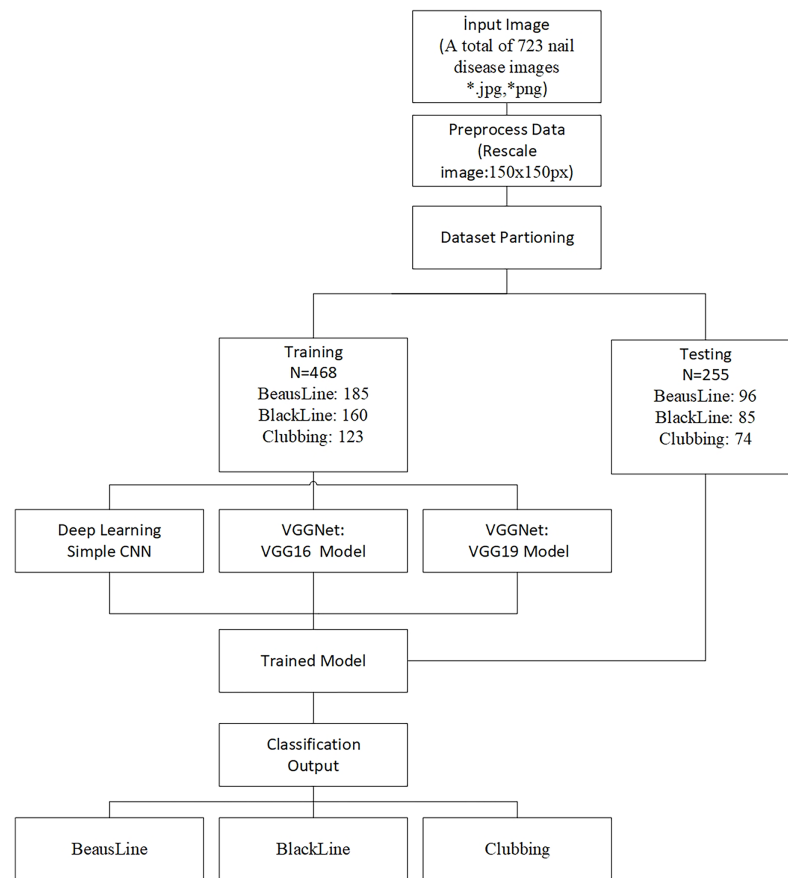 İnput Image
(A total of 723 nail
disease images
*.jpg,*png)
Preprocess Data
(Rescale
image:150x150px)
Dataset Partioning
Training
N=468
BeausLine: 185
BlackLine: 160
Clubbing: 123
Testing
N=255
BeausLine: 96
BlackLine: 85
Clubbing: 74
Deep Learning
Simple CNN
VGGNet:
VGG16 Model
VGGNet:
VGG19 Model
Trained Model
Classification
Output
BeausLine
BlackLine
Clubbing